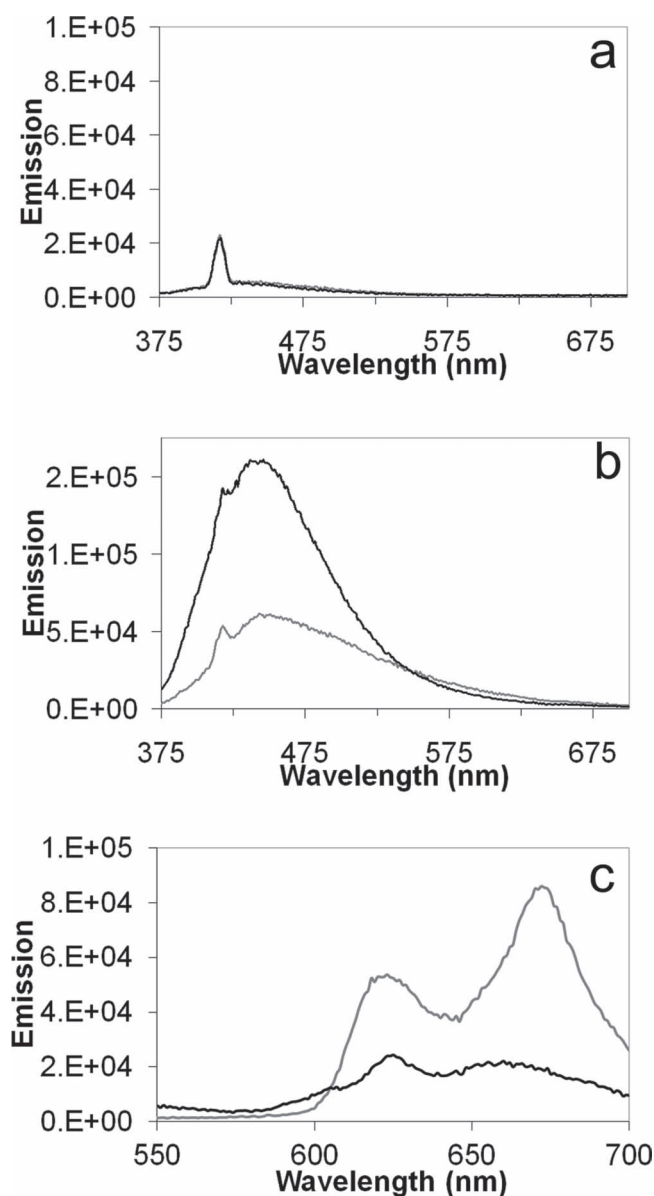 a
1.E+05
8.E+04
6.E+04
4.E+04
2.E+04
0.E+00
Emission
375 475 575 675
Wavelength (nm)
b
2.E+05
1.E+05
5.E+04
0.E+00
Emission
375 475 575 675
Wavelength (nm)
c
1.E+05
8.E+04
6.E+04
4.E+04
2.E+04
0.E+00
Emission
550 600 650 700
Wavelength (nm)